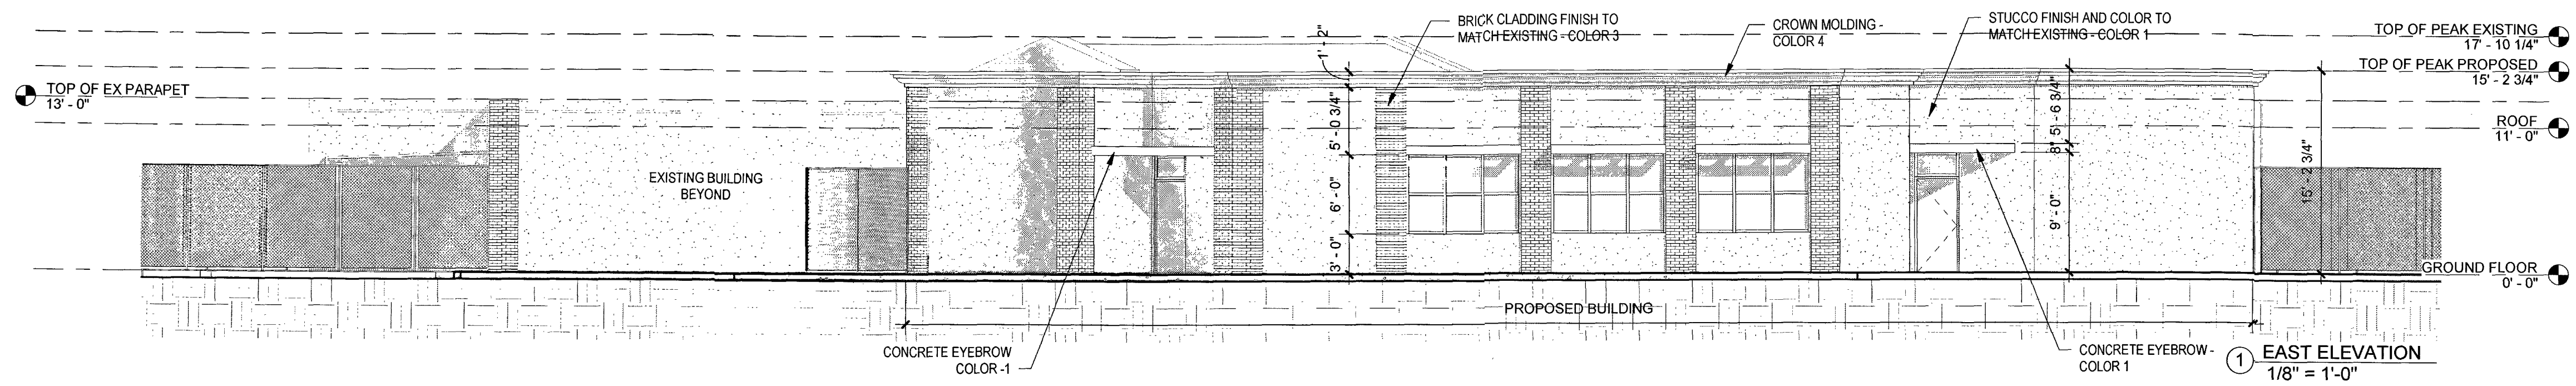 BRICK CLADDING FINISH TO
MATCH EXISTING - COLOR 3
CROWN MOLDING -
COLOR 4
STUCCO FINISH AND COLOR TO
MATCH EXISTING - COLOR 1
TOP OF PEAK EXISTING
17' - 10 1/4"
TOP OF PEAK PROPOSED
15' - 2 3/4"
ROOF
11' - 0"
GROUND FLOOR
0' - 0"
TOP OF EX PARAPET
13' - 0"
EXISTING BUILDING
BEYOND
1' - 2"
5' - 0 3/4"
6' - 0"
3' - 0"
5' - 6 3/4"
8"
9' - 0"
15' - 2 3/4"
PROPOSED BUILDING
CONCRETE EYEBROW
COLOR -1
CONCRETE EYEBROW -
COLOR 1
1 EAST ELEVATION
1/8" = 1'-0"